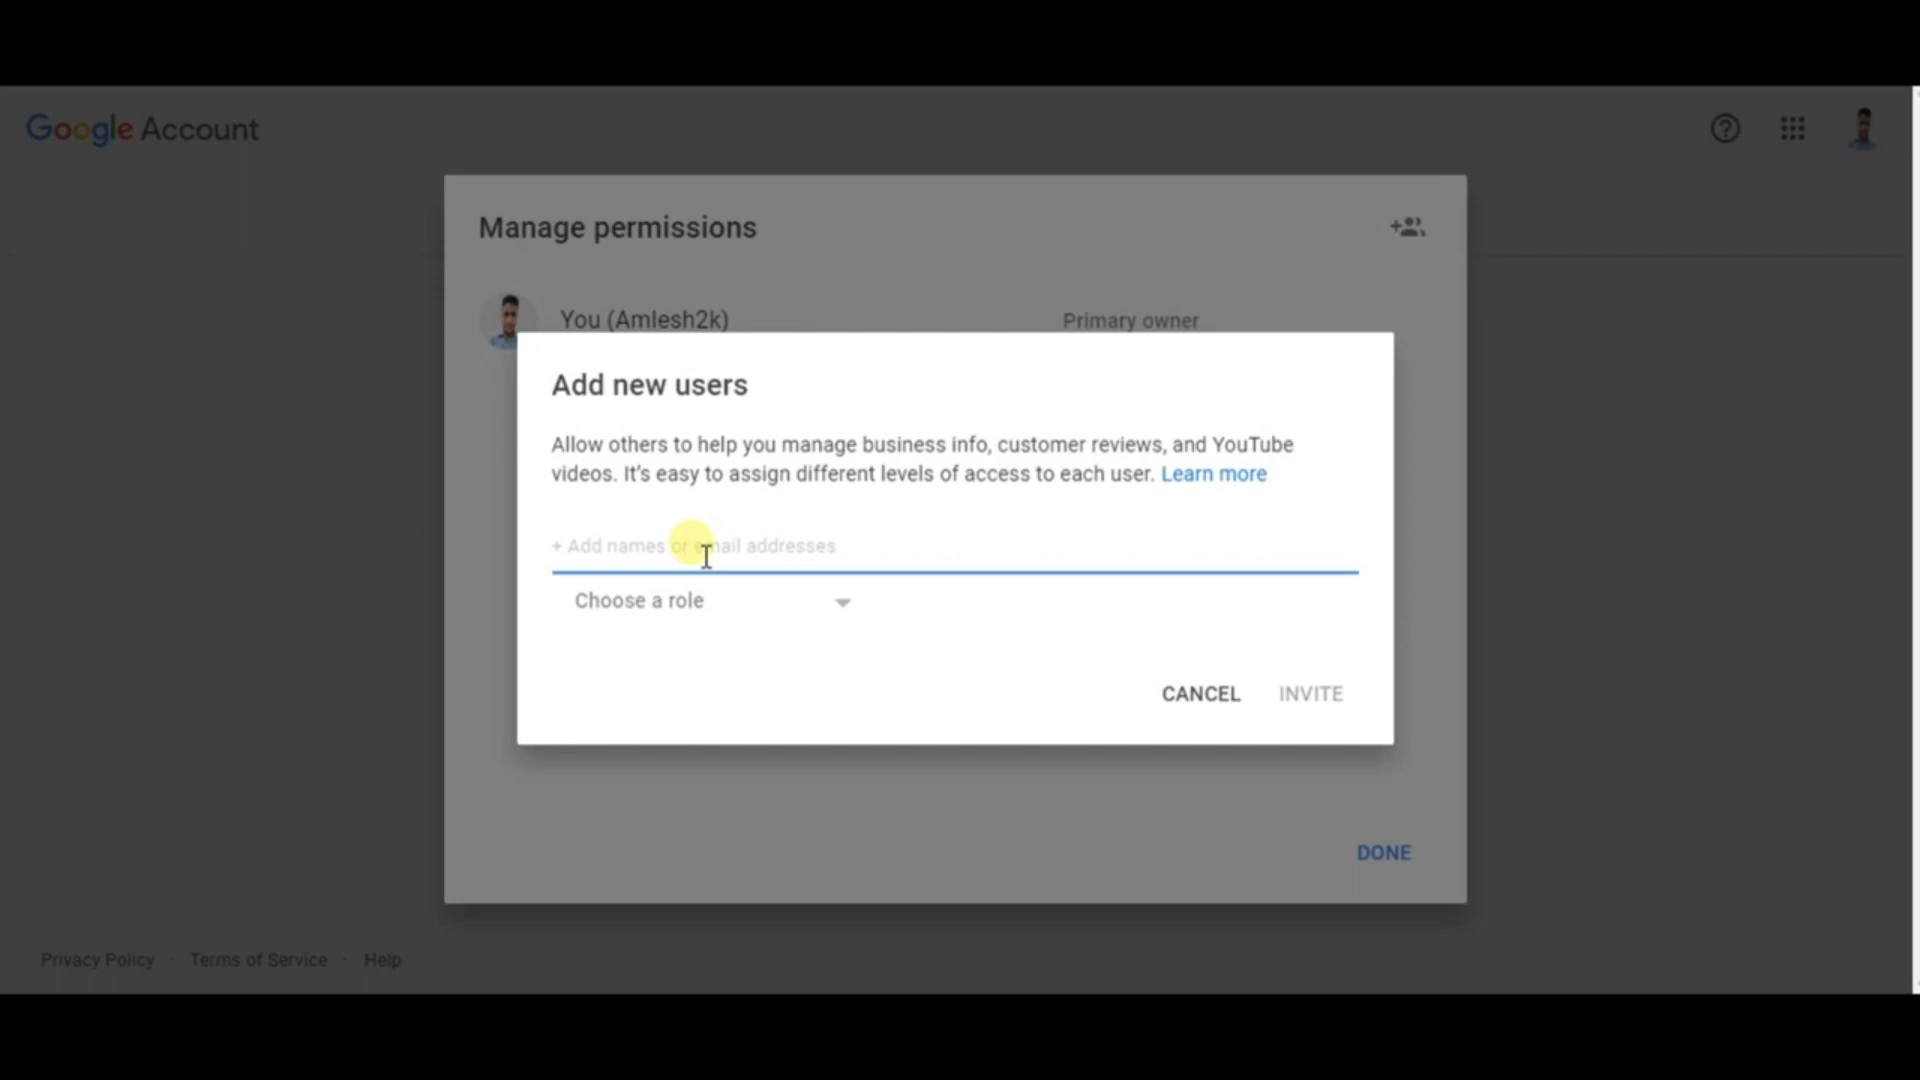 Google Account
Manage permissions
You (Amlesh2k)
Primary owner
Add new users
Allow others to help you manage business info, customer reviews, and YouTube
videos. It's easy to assign different levels of access to each user. Learn more
+ Add names or email addresses
Choose a role
CANCEL
INVITE
DONE
Privacy Policy · Terms of Service · Help